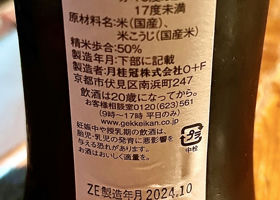 17度未満
原材料名:米(国産)、
米こうじ(国産米)
精米歩合:50%
製造年月:下部に記載
製造者:月桂冠株式会社O+F
京都市伏見区南浜町247
飲酒は20歳になってから。
お客様相談室0120(623)561
(9時〜17時 平日のみ)
www.gekkeikan.co.jp
妊娠中や授乳期の飲酒は、
胎児・乳児の発育に悪影響を
与える恐れがあります。
お酒はおいしく適量を。
プラ
中栓
ZE製造年月 2024.10